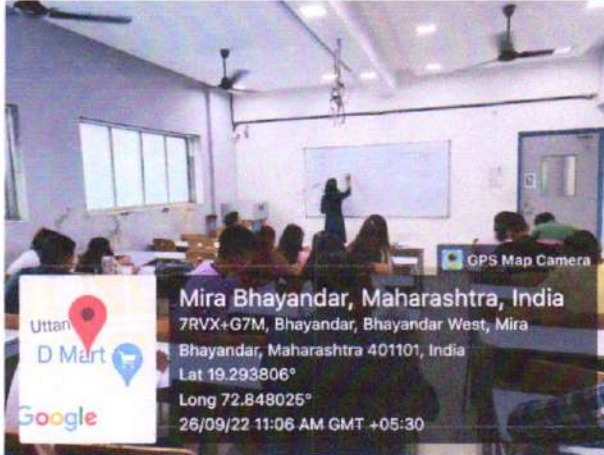 GPS Map Camera
Uttan
D Mart
Google
Mira Bhayandar, Maharashtra, India
7RVX+G7M, Bhayandar, Bhayandar West, Mira
Bhayandar, Maharashtra 401101, India
Lat 19.293806°
Long 72.848025°
26/09/22 11:06 AM GMT +05:30